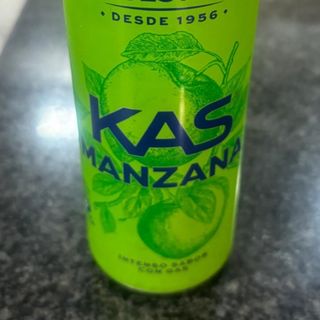 • DESDE 1956 •
KAS
MANZANA
INTENSO SABOR
CON GAS